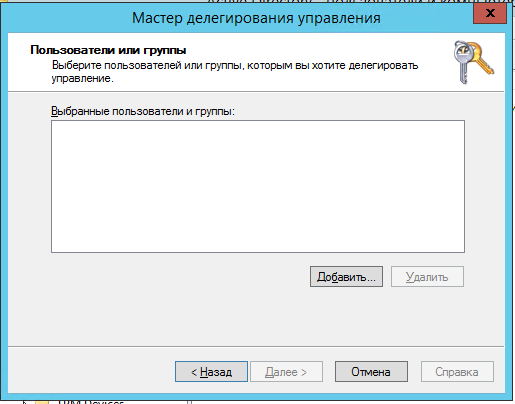 Мастер делегирования управления
x
Пользователи или группы
Выберите пользователей или группы, которым вы хотите делегировать
управление.
Выбранные пользователи и группы:
Добавить...
Удалить
< Назад
Далее >
Отмена
Справка